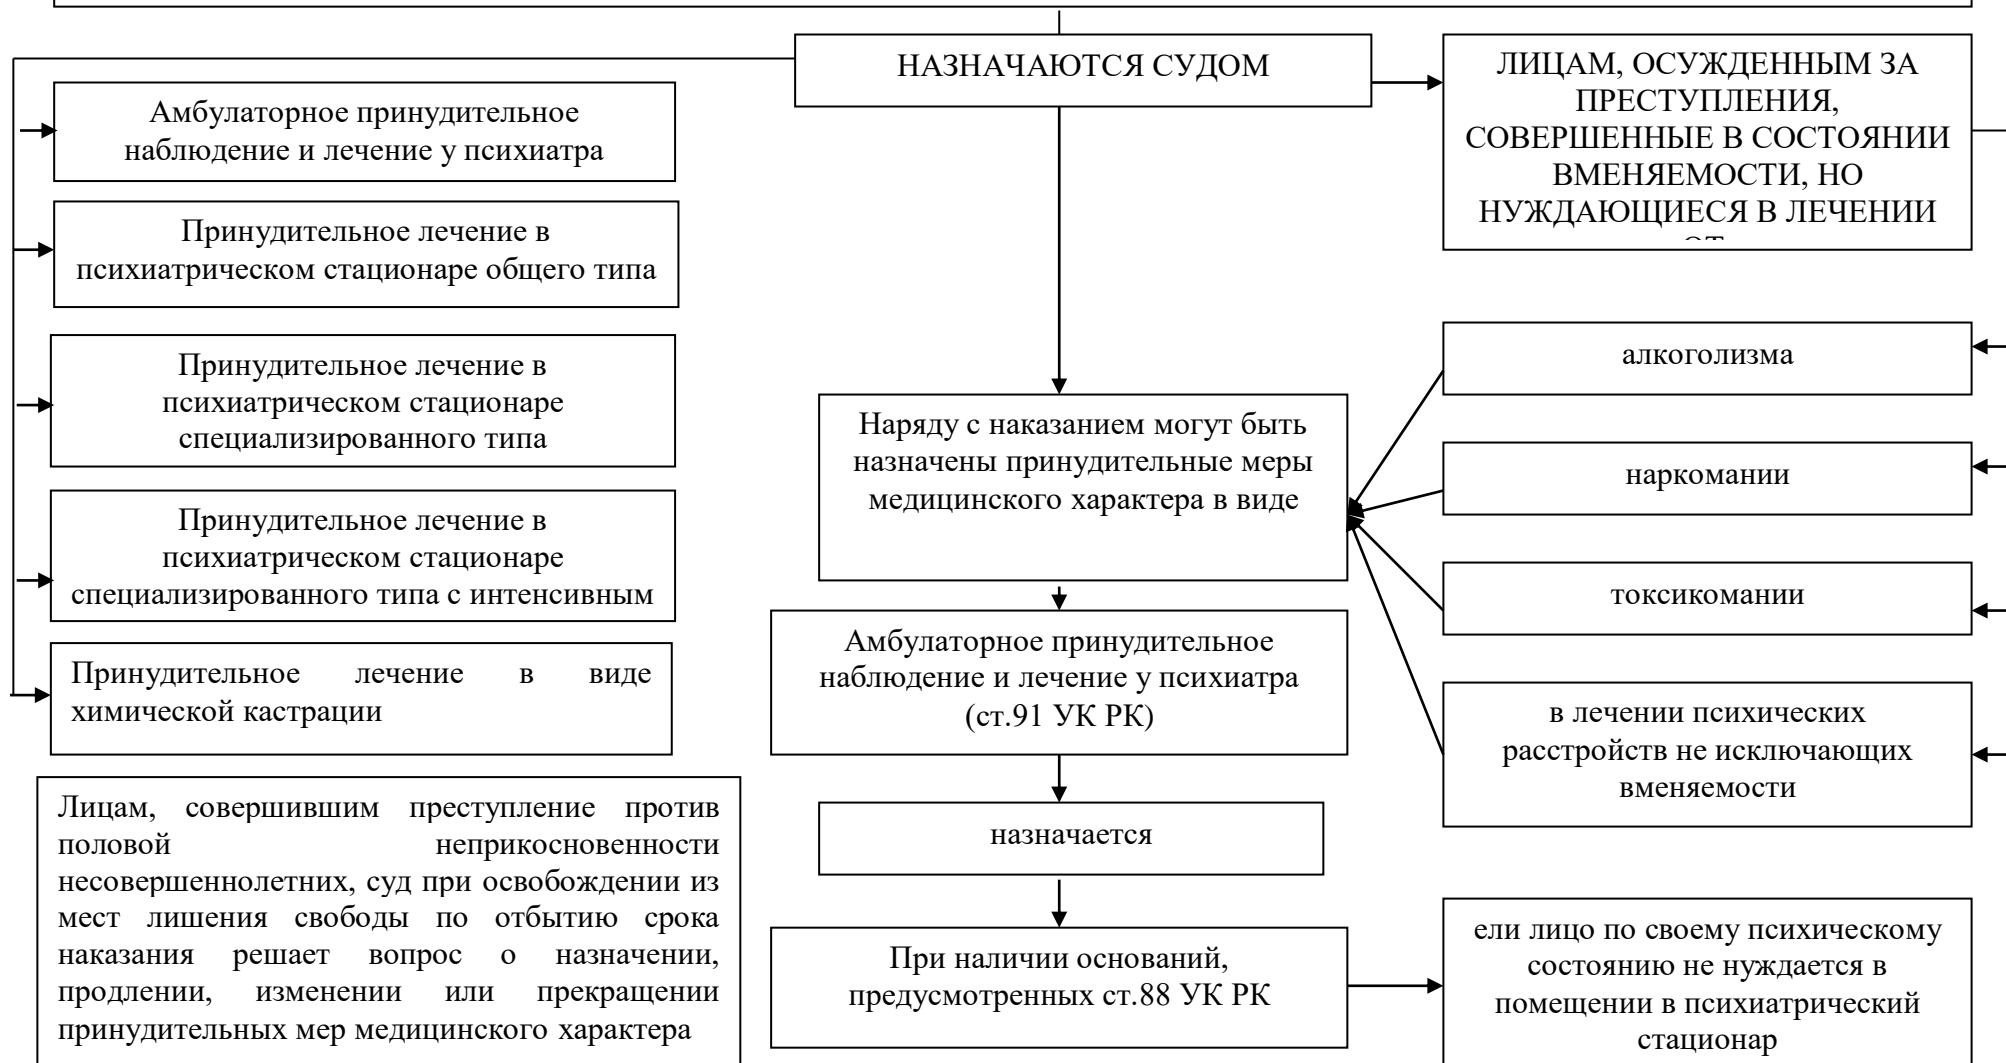 НАЗНАЧАЮТСЯ СУДОМ
ЛИЦАМ, ОСУЖДЕННЫМ ЗА
ПРЕСТУПЛЕНИЯ,
СОВЕРШЕННЫЕ В СОСТОЯНИИ
ВМЕНЯЕМОСТИ, НО
НУЖДАЮЩИЕСЯ В ЛЕЧЕНИИ
ОТ
Амбулаторное принудительное
наблюдение и лечение у психиатра
Принудительное лечение в
психиатрическом стационаре общего типа
Принудительное лечение в
психиатрическом стационаре
специализированного типа
Принудительное лечение в
психиатрическом стационаре
специализированного типа с интенсивным
Принудительное лечение в виде
химической кастрации
Лицам, совершившим преступление против
половой неприкосновенности
несовершеннолетних, суд при освобождении из
мест лишения свободы по отбытию срока
наказания решает вопрос о назначении,
продлении, изменении или прекращении
принудительных мер медицинского характера
Наряду с наказанием могут быть
назначены принудительные меры
медицинского характера в виде
Амбулаторное принудительное
наблюдение и лечение у психиатра
(ст.91 УК РК)
назначается
При наличии оснований,
предусмотренных ст.88 УК РК
алкоголизма
наркомании
токсикомании
в лечении психических
расстройств не исключающих
вменяемости
ели лицо по своему психическому
состоянию не нуждается в
помещении в психиатрический
стационар